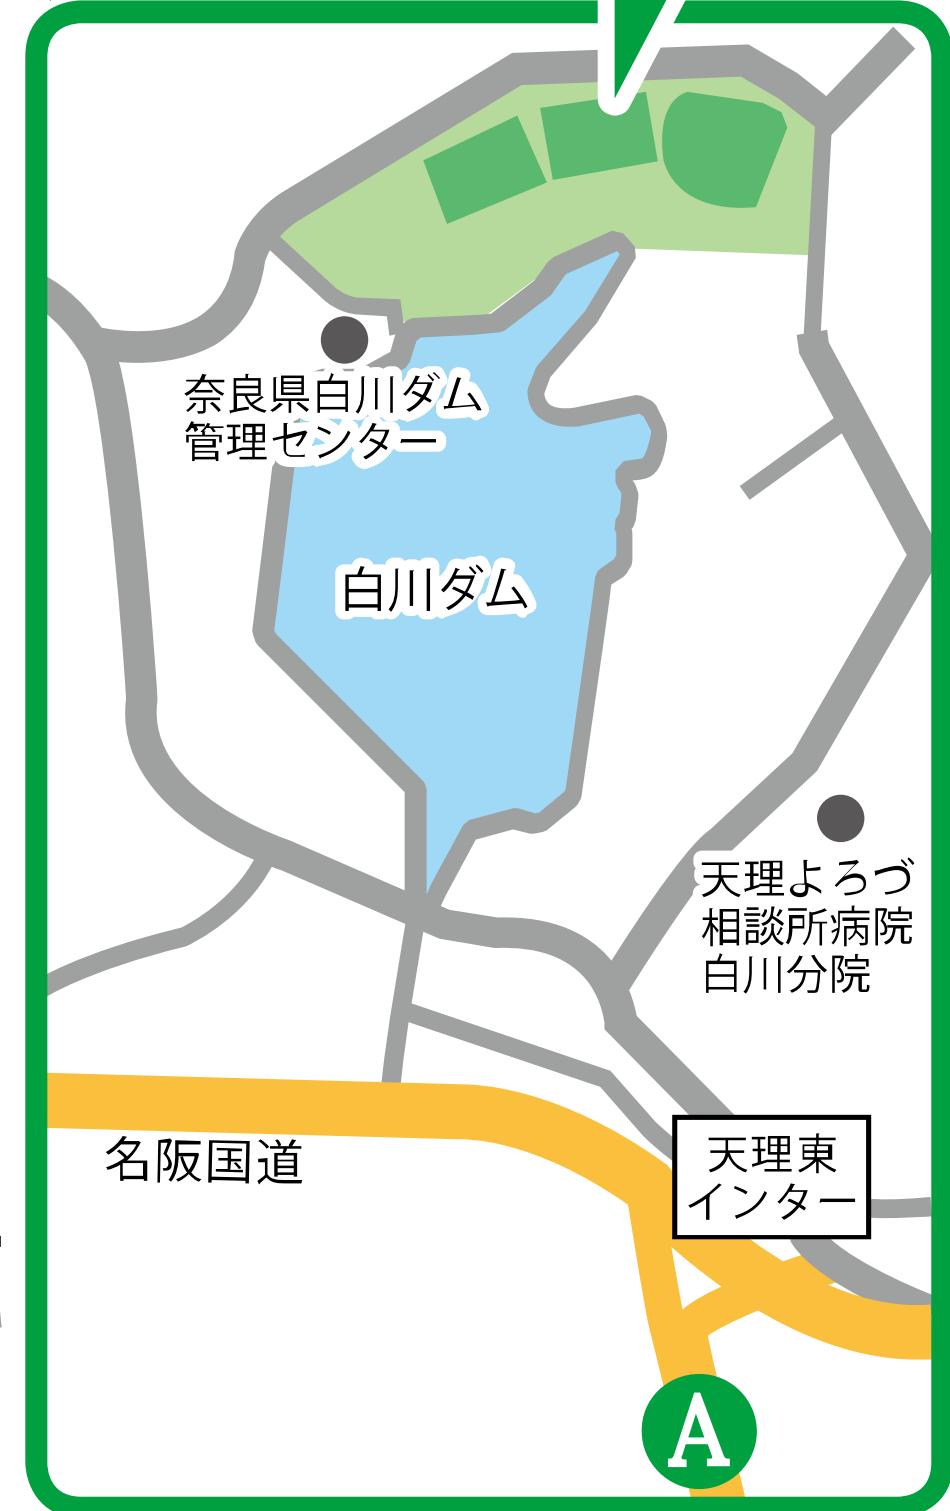 奈良県白川ダム
管理センター
白川ダム
天理よろづ
相談所病院
白川分院
名阪国道
天理東
インター
A